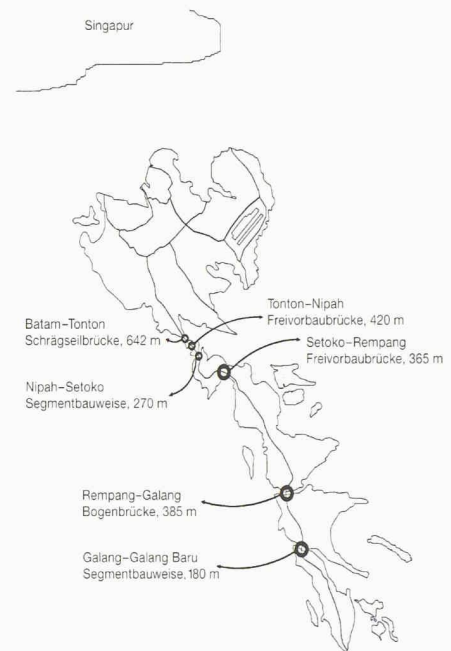 Singapur
Tonton–Nipah
Freivorbaubrücke, 420 m
Batam–Tonton
Schrägseilbrücke, 642 m
Setoko–Rempang
Freivorbaubrücke, 365 m
Nipah–Setoko
Segmentbauweise, 270 m
Rempang–Galang
Bogenbrücke, 385 m
Galang–Galang Baru
Segmentbauweise, 180 m